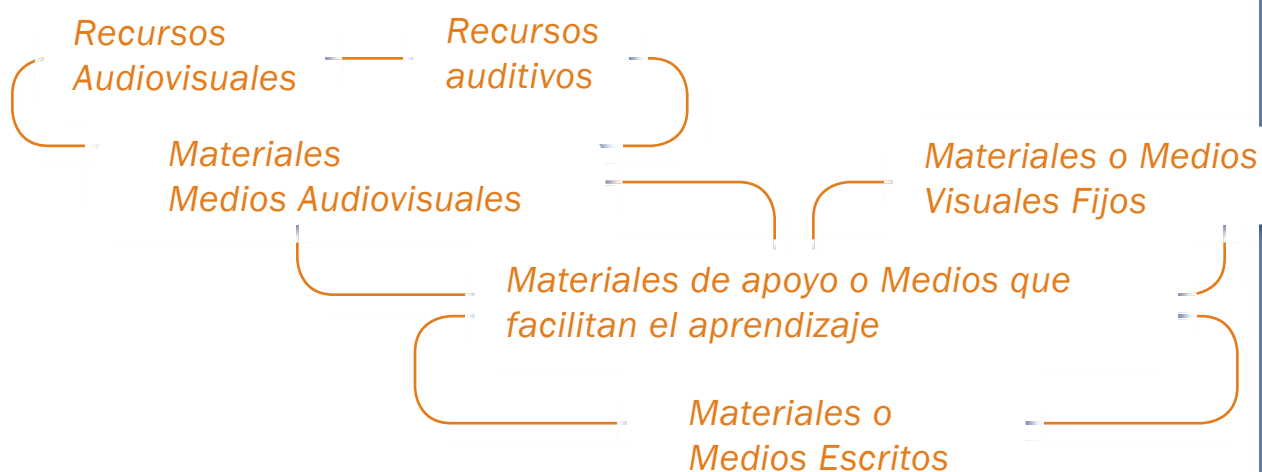 Recursos
Audiovisuales
Recursos
auditivos
Materiales
Medios Audiovisuales
Materiales o Medios
Visuales Fijos
Materiales de apoyo o Medios que
facilitan el aprendizaje
Materiales o
Medios Escritos